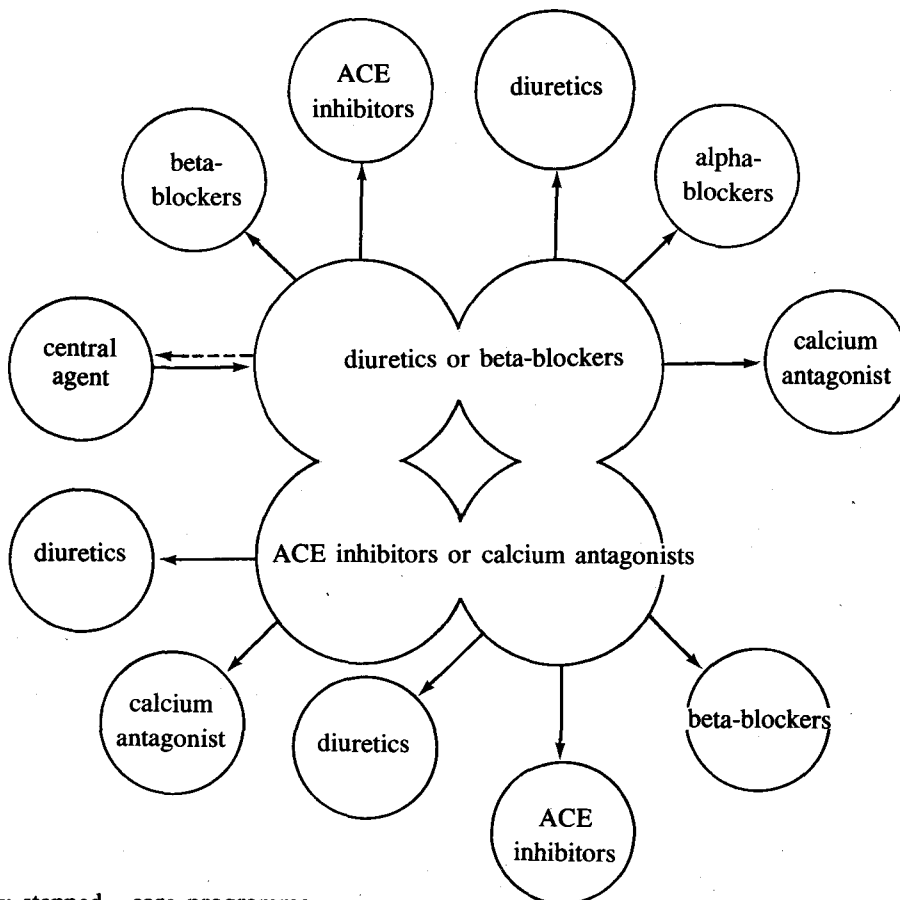 ACE
inhibitors
diuretics
beta-
blockers
alpha-
blockers
central
agent
diuretics or beta-blockers
calcium
antagonist
diuretics
ACE inhibitors or calcium antagonists
calcium
antagonist
diuretics
beta-blockers
ACE
inhibitors